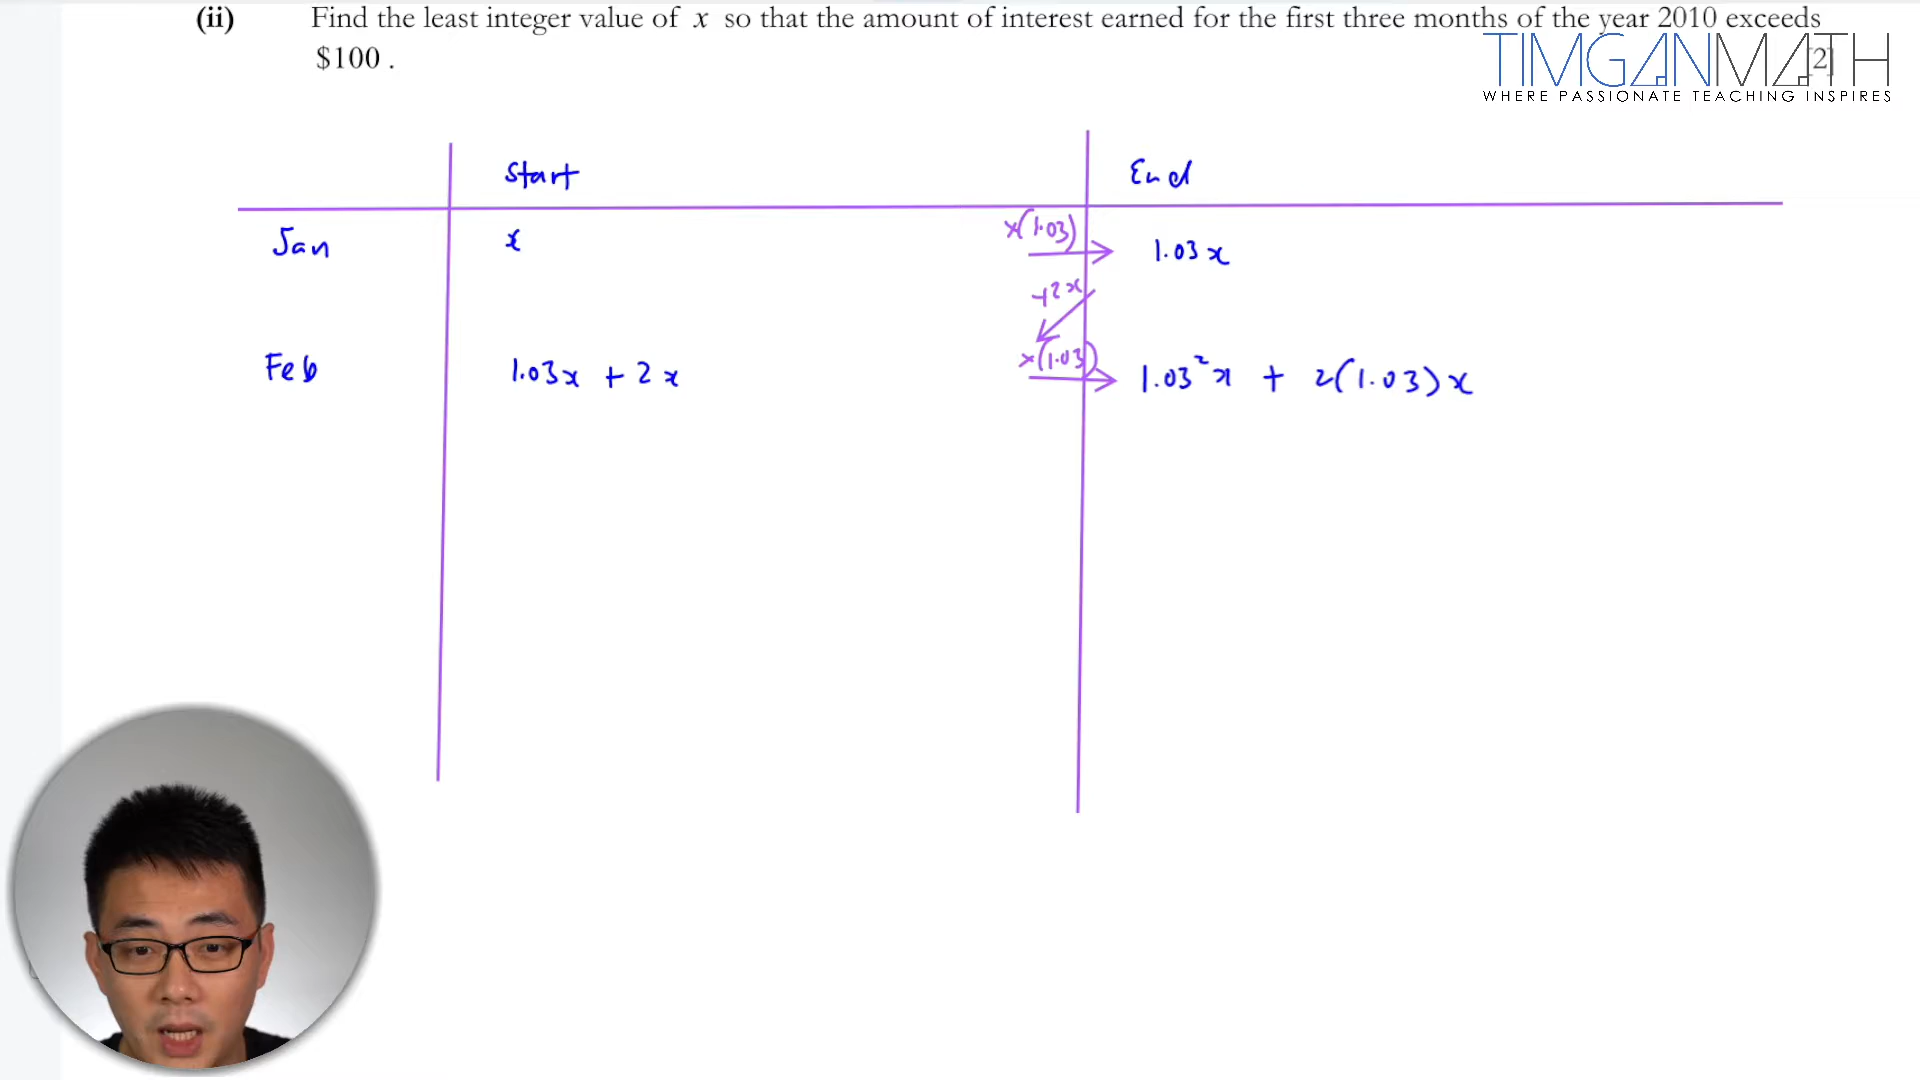 (ii) Find the least integer value of x so that the amount of interest earned for the first three months of the year 2010 exceeds
$100 . [2]
TIMGANMATH
WHERE PASSIONATE TEACHING INSPIRES
Start End
Jan x ×(1.03) 1.03x
+2x
Feb 1.03x + 2x ×(1.03) 1.03²x + 2(1.03)x